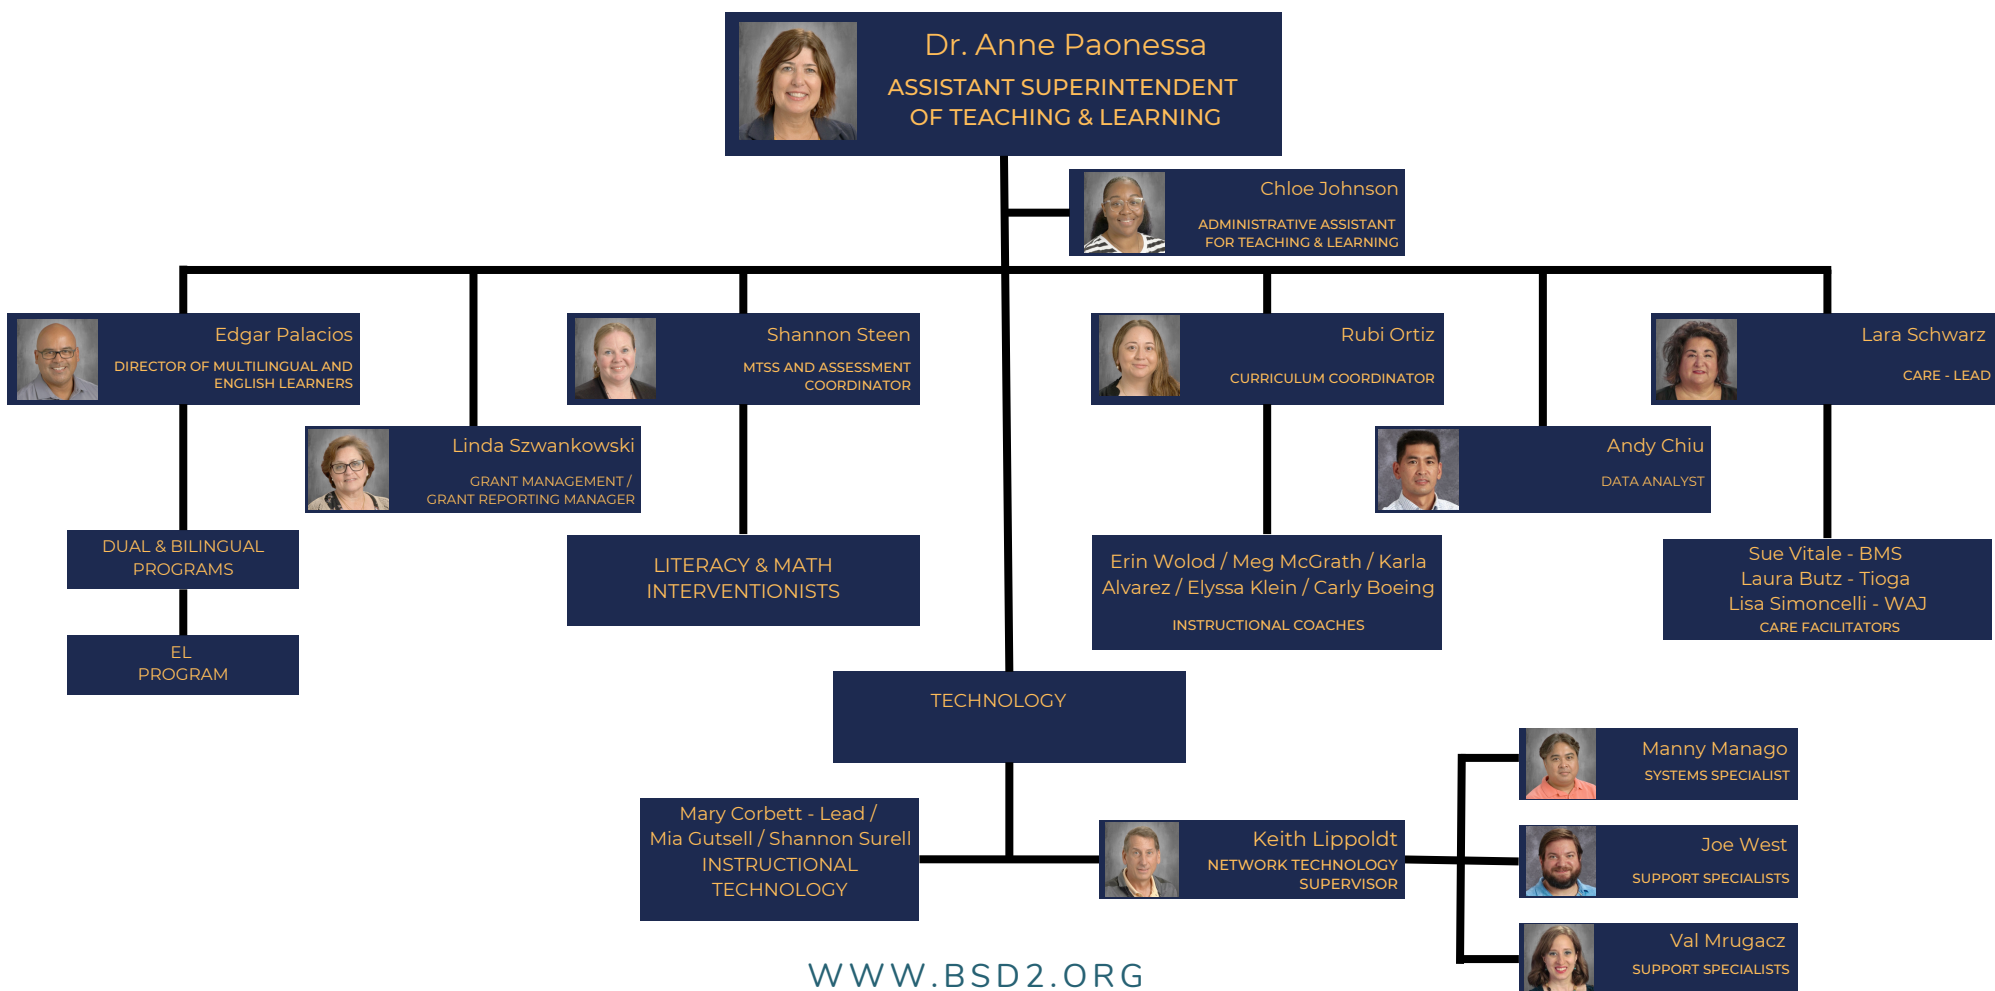 Dr. Anne Paonessa
ASSISTANT SUPERINTENDENT
OF TEACHING & LEARNING
Chloe Johnson
ADMINISTRATIVE ASSISTANT
FOR TEACHING & LEARNING
Edgar Palacios
DIRECTOR OF MULTILINGUAL AND
ENGLISH LEARNERS
Shannon Steen
MTSS AND ASSESSMENT
COORDINATOR
Rubi Ortiz
CURRICULUM COORDINATOR
Lara Schwarz
CARE - LEAD
Linda Szwankowski
GRANT MANAGEMENT /
GRANT REPORTING MANAGER
Andy Chiu
DATA ANALYST
DUAL & BILINGUAL
PROGRAMS
LITERACY & MATH
INTERVENTIONISTS
Erin Wolod / Meg McGrath / Karla
Alvarez / Elyssa Klein / Carly Boeing
INSTRUCTIONAL COACHES
Sue Vitale - BMS
Laura Butz - Tioga
Lisa Simoncelli - WAJ
CARE FACILITATORS
EL
PROGRAM
TECHNOLOGY
Mary Corbett - Lead /
Mia Gutsell / Shannon Surell
INSTRUCTIONAL
TECHNOLOGY
Keith Lippoldt
NETWORK TECHNOLOGY
SUPERVISOR
Manny Manago
SYSTEMS SPECIALIST
Joe West
SUPPORT SPECIALISTS
Val Mrugacz
SUPPORT SPECIALISTS
WWW.BSD2.ORG